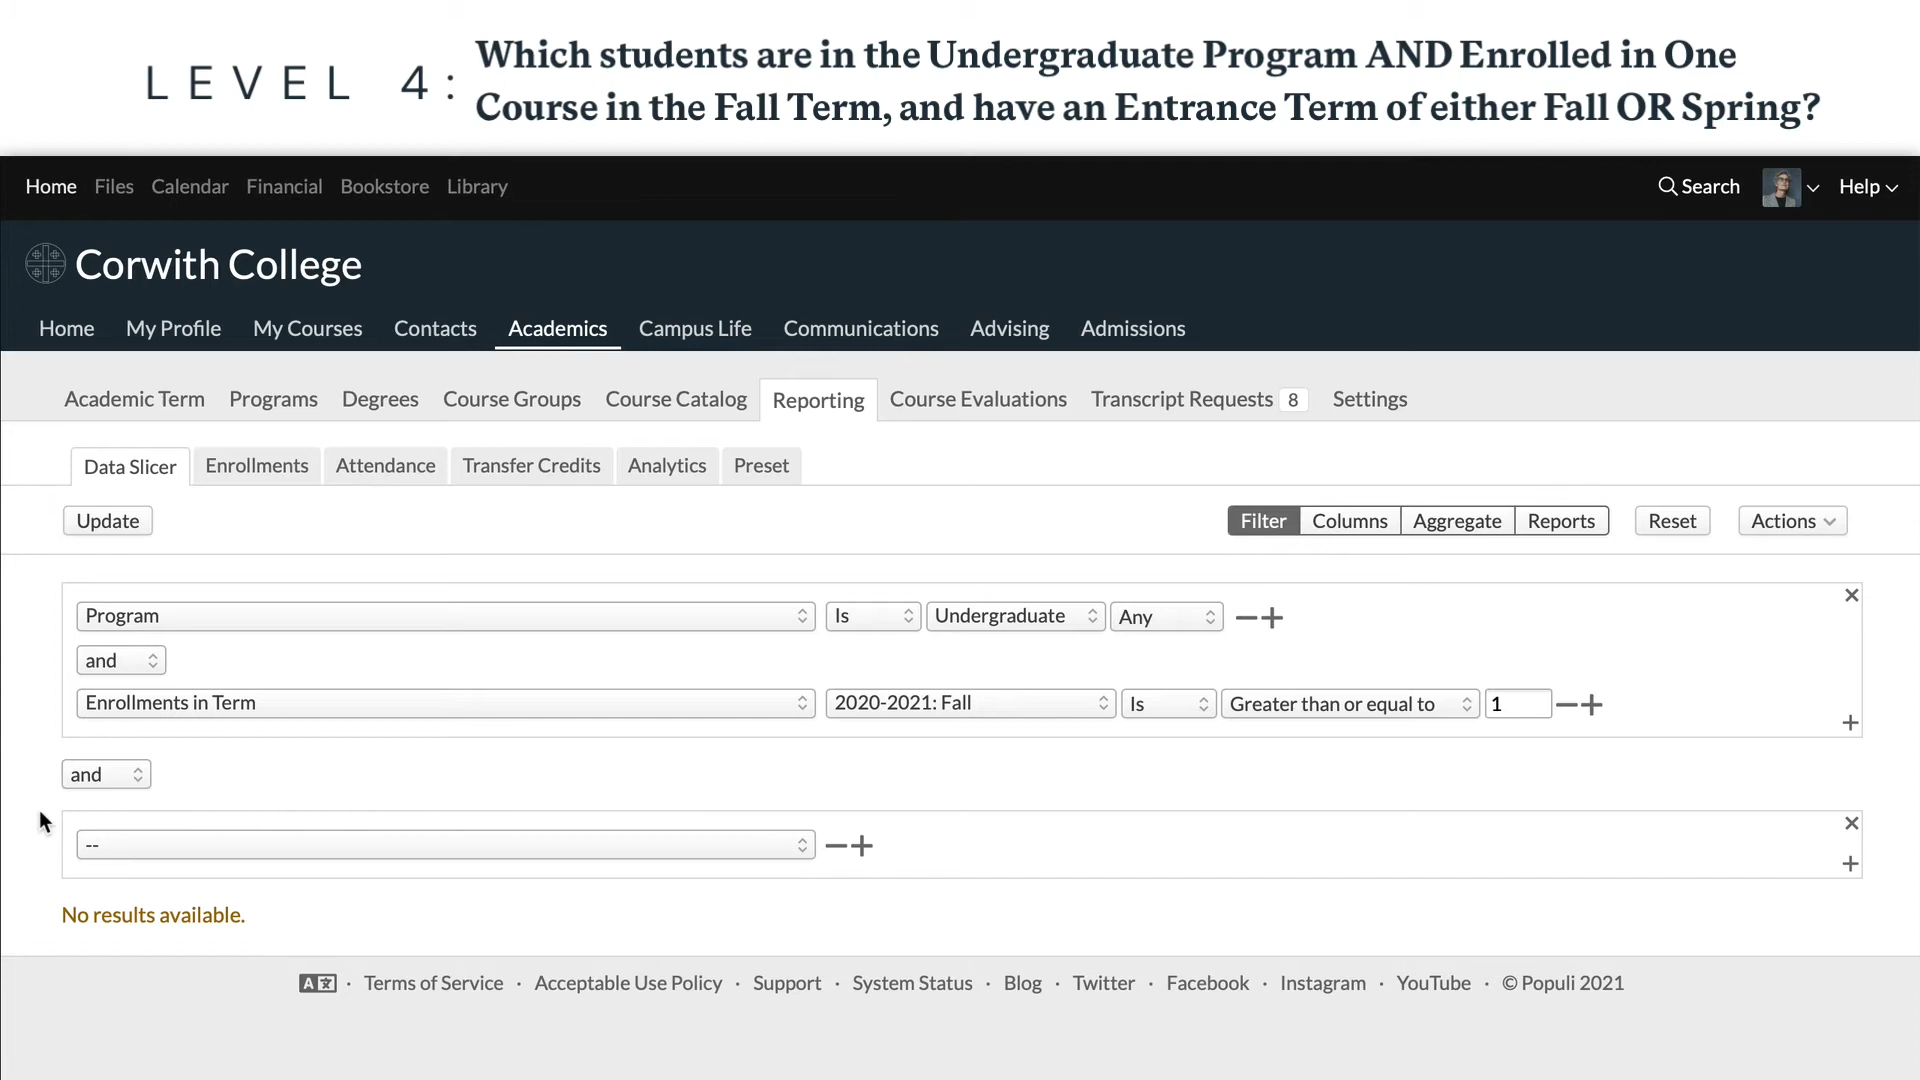 LEVEL 4:
Which students are in the Undergraduate Program AND Enrolled in One
Course in the Fall Term, and have an Entrance Term of either Fall OR Spring?
Home Files Calendar Financial Bookstore Library Search Help
Corwith College
Home My Profile My Courses Contacts Academics Campus Life Communications Advising Admissions
Academic Term Programs Degrees Course Groups Course Catalog Reporting Course Evaluations Transcript Requests 8 Settings
Data Slicer Enrollments Attendance Transfer Credits Analytics Preset
Update Filter Columns Aggregate Reports Reset Actions
Program Is Undergraduate Any
and
Enrollments in Term 2020-2021: Fall Is Greater than or equal to 1
and
--
No results available.
A · Terms of Service · Acceptable Use Policy · Support · System Status · Blog · Twitter · Facebook · Instagram · YouTube · © Populi 2021